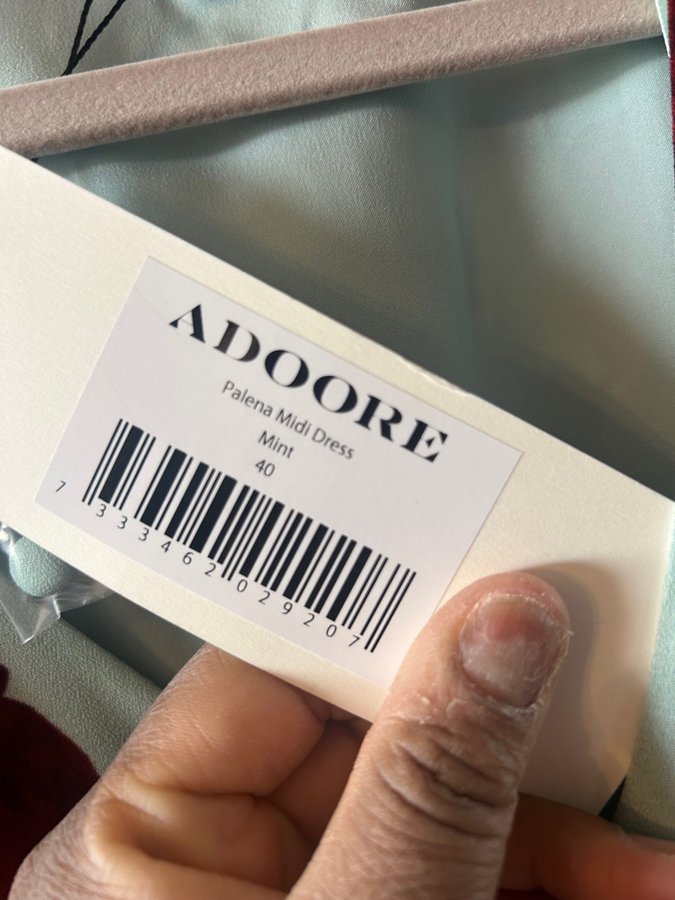 ADOORE
Palena Midi Dress
Mint
40
7 333462 029207